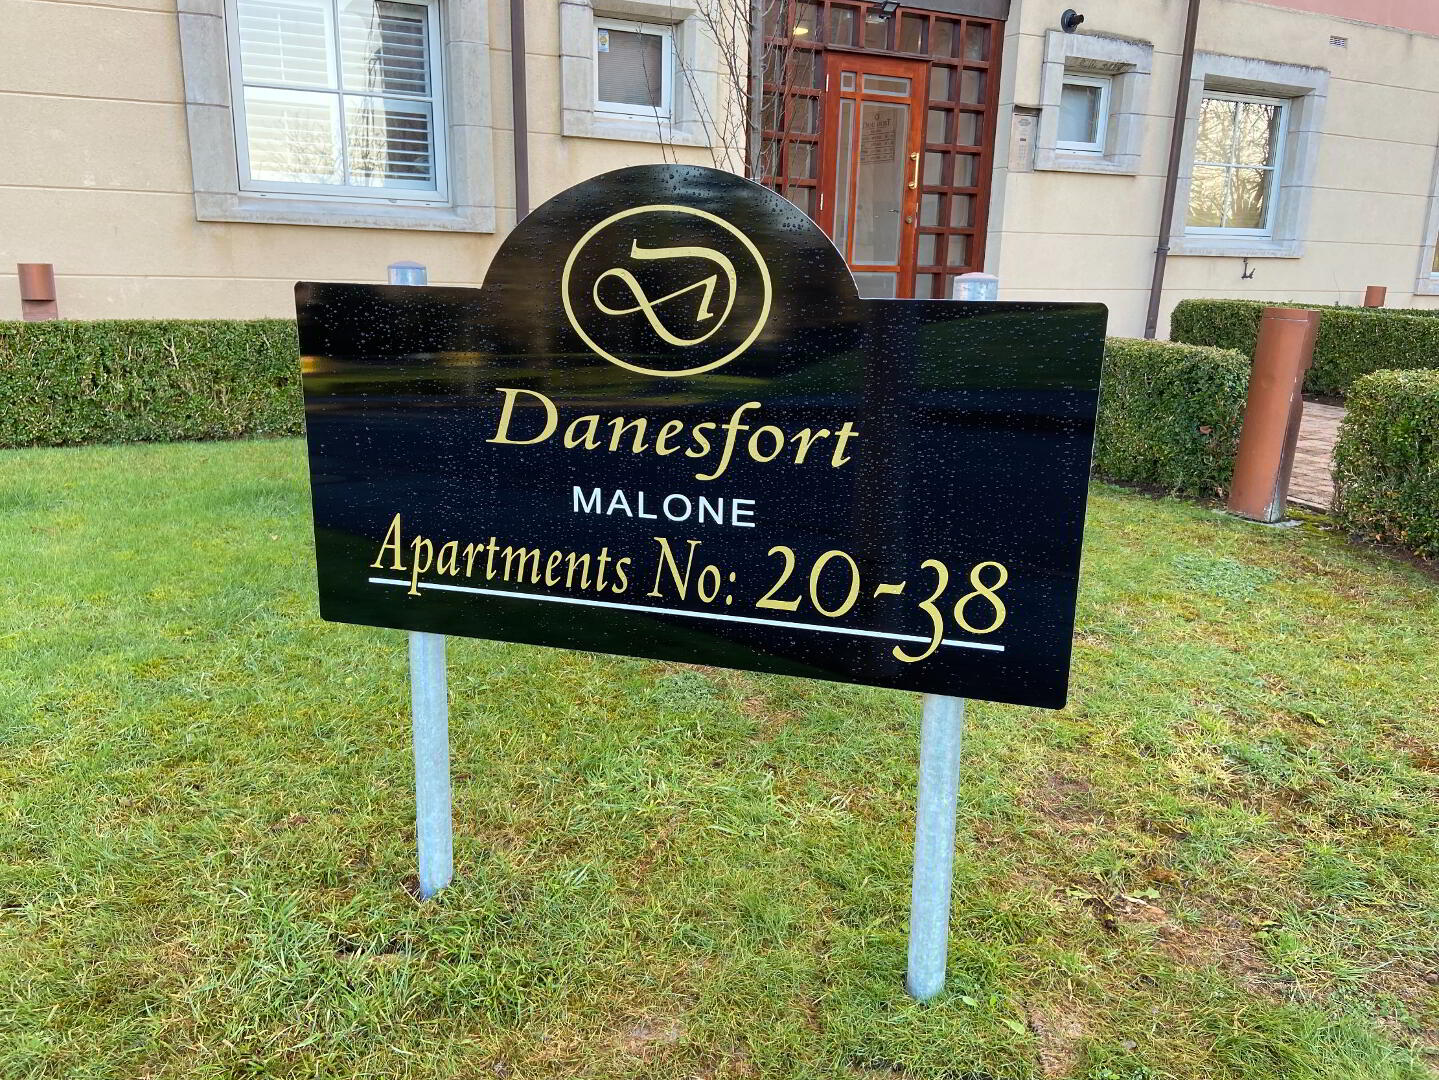 Danesfort
MALONE
Apartments No: 20-38